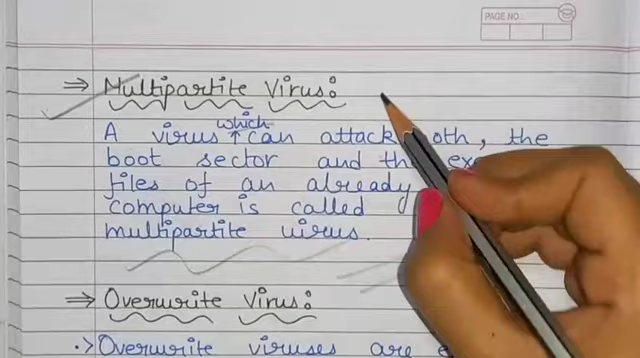 PAGE NO.:
⇒ Multipartite Virus:
A virus ↑ which can attack both, the
boot sector and the
files of an already
computer is called
multipartite virus.
⇒ Overwrite Virus:
.> Overwrite viruses are